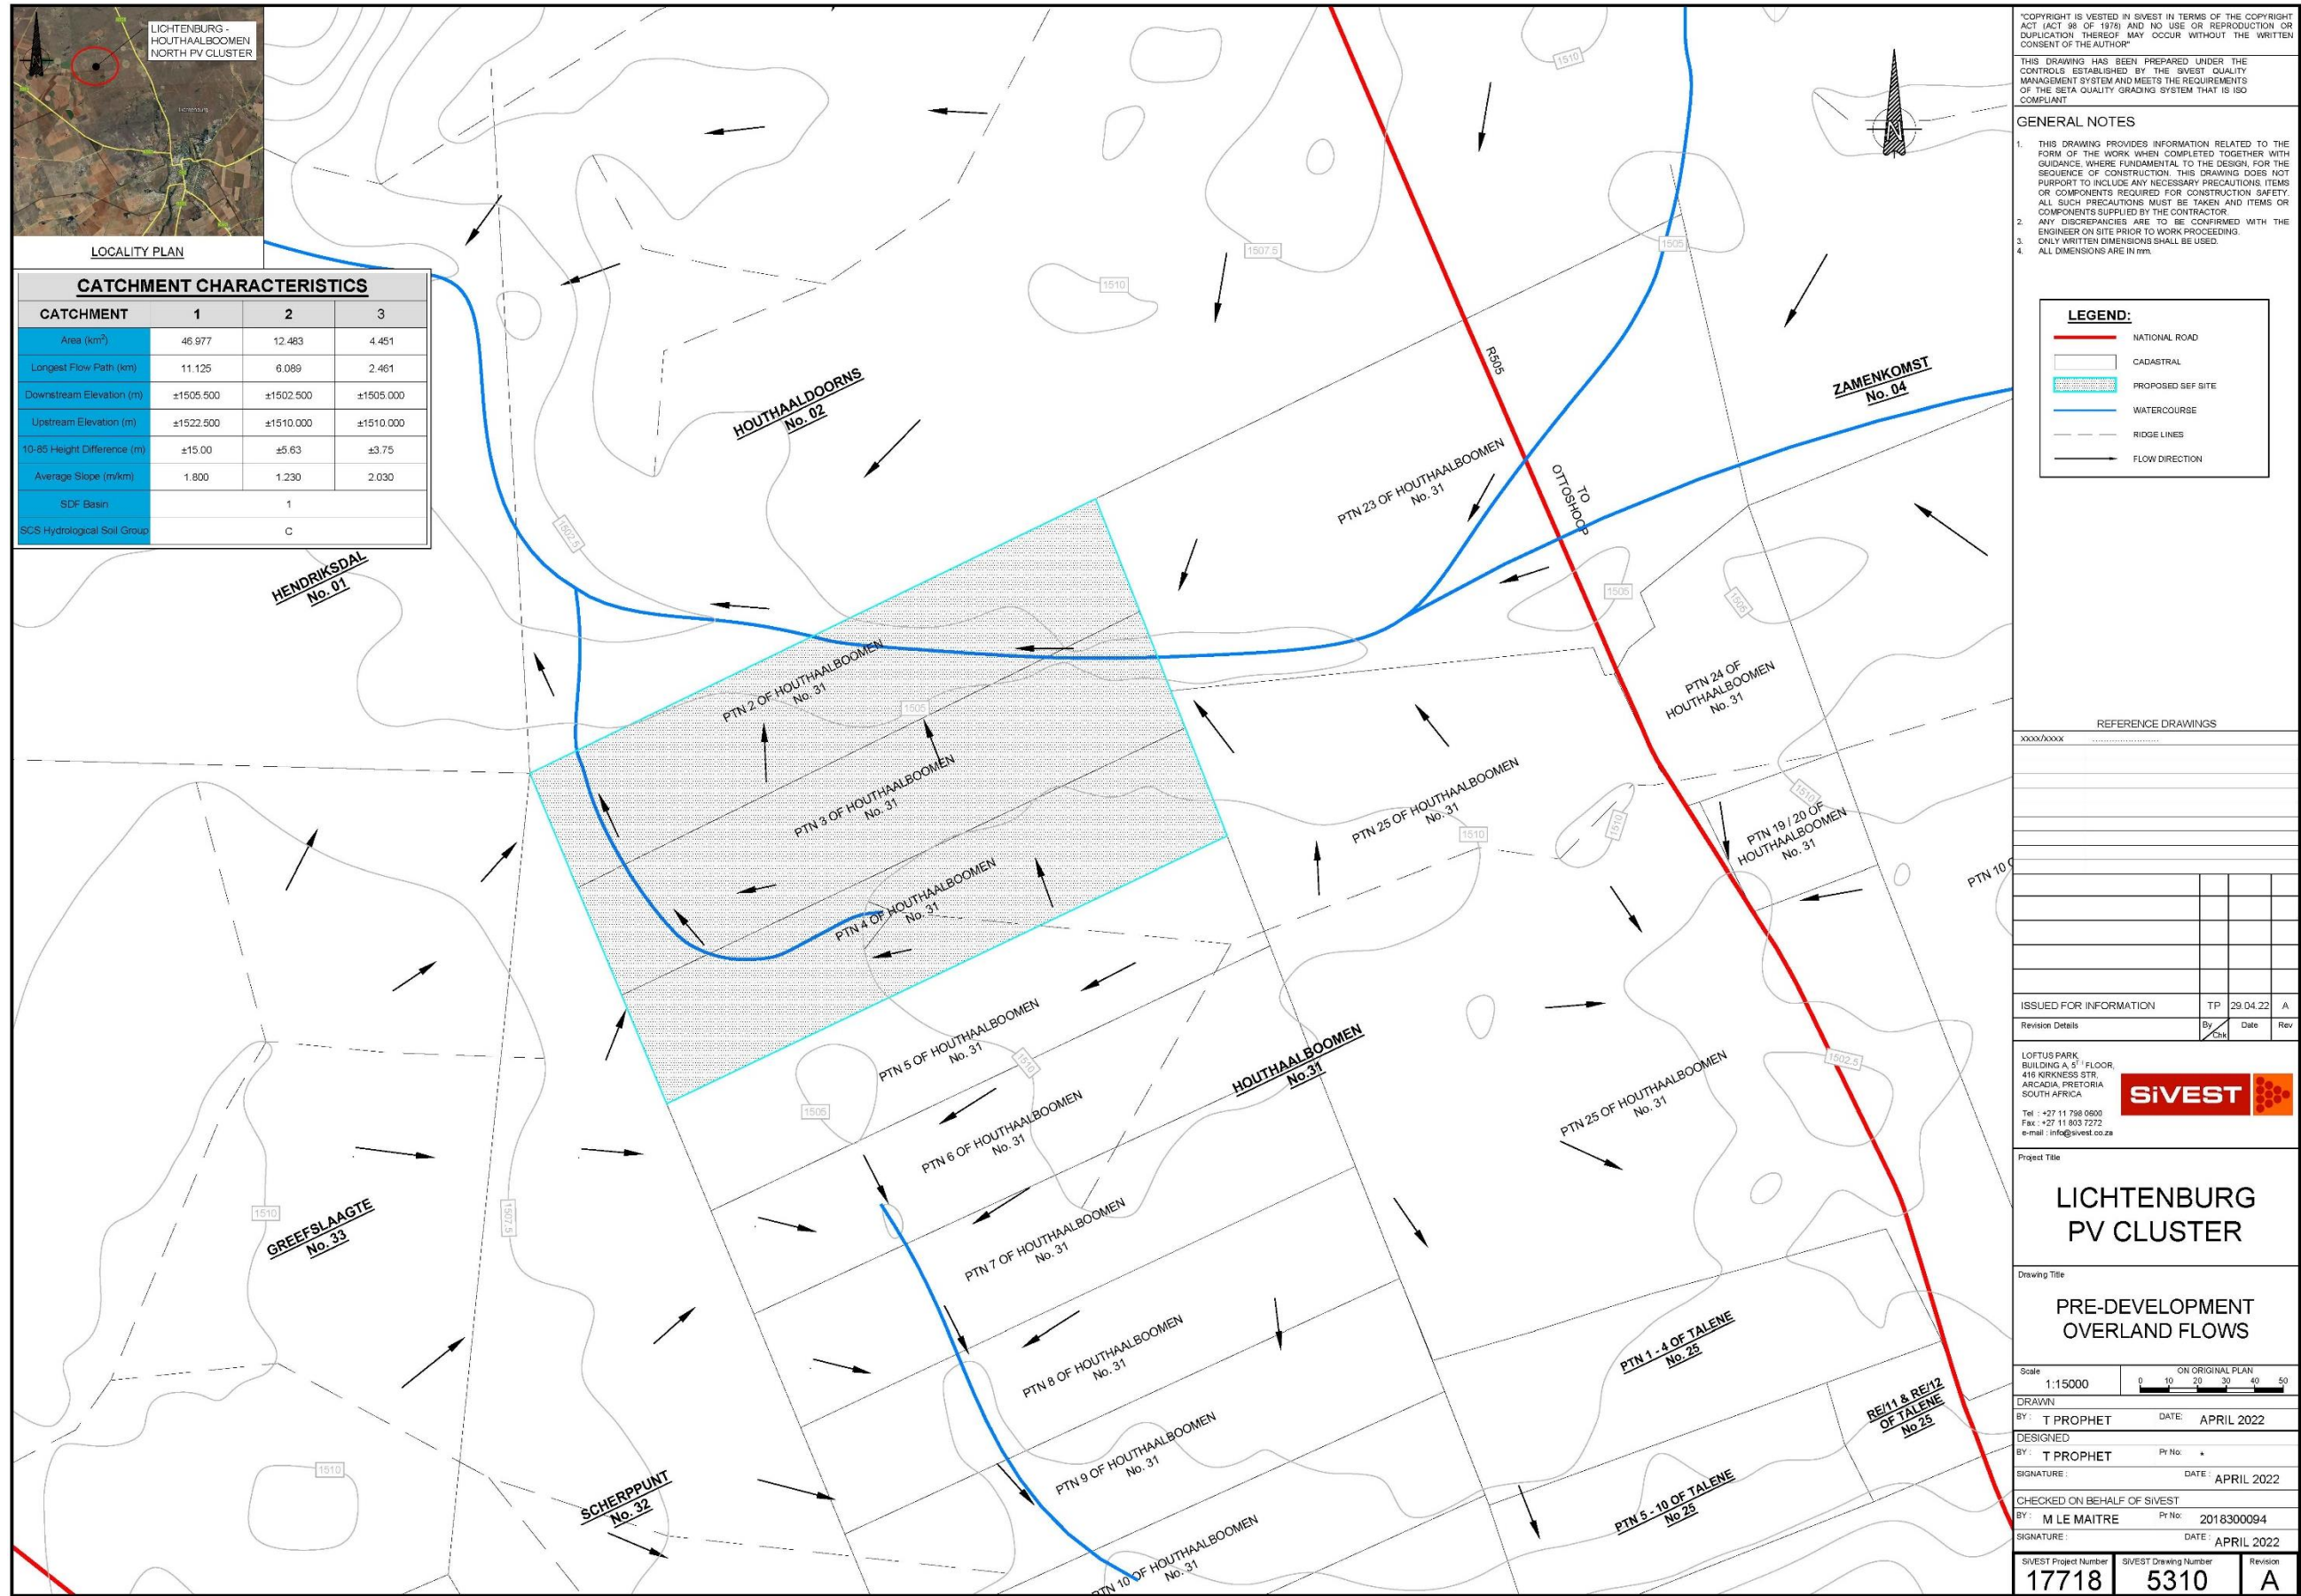 LICHTENBURG -
HOUTHAALBOOMEN
NORTH PV CLUSTER
Lichtenburg
LOCALITY PLAN
CATCHMENT CHARACTERISTICS
CATCHMENT 1 2 3
Area (km²) 46.977 12.483 4.451
Longest Flow Path (km) 11.125 6.089 2.461
Downstream Elevation (m) ±1505.500 ±1502.500 ±1505.000
Upstream Elevation (m) ±1522.500 ±1510.000 ±1510.000
10-85 Height Difference (m) ±15.00 ±5.63 ±3.75
Average Slope (m/km) 1.800 1.230 2.030
SDF Basin 1
SCS Hydrological Soil Group C
1510
1507.5
1505
1510
R505
ZAMENKOMST
No. 04
HOUTHAALDOORNS
No. 02
PTN 23 OF HOUTHAALBOOMEN
No. 31
TO
OTTOSHOOP
1502.5
HENDRIKSDAL
No. 01
1505
1505
PTN 2 OF HOUTHAALBOOMEN
No. 31
1505
PTN 24 OF
HOUTHAALBOOMEN
No. 31
PTN 3 OF HOUTHAALBOOMEN
No. 31
PTN 25 OF HOUTHAALBOOMEN
No. 31
1510
1510
1510
PTN 19 / 20 OF
HOUTHAALBOOMEN
No. 31
PTN 10
PTN 4 OF HOUTHAALBOOMEN
No. 31
PTN 5 OF HOUTHAALBOOMEN
No. 31
1510
1505
HOUTHAALBOOMEN
No.31
1502.5
PTN 25 OF HOUTHAALBOOMEN
No. 31
PTN 6 OF HOUTHAALBOOMEN
No. 31
1510
1507.5
GREEFSLAAGTE
No. 33
PTN 7 OF HOUTHAALBOOMEN
No. 31
PTN 8 OF HOUTHAALBOOMEN
No. 31
PTN 1 - 4 OF TALENE
No. 25
RE/11 & RE/12
OF TALENE
No 25
PTN 9 OF HOUTHAALBOOMEN
No. 31
1510
SCHERPPUNT
No. 32
PTN 5 - 10 OF TALENE
No 25
PTN 10 OF HOUTHAALBOOMEN
No. 31
"COPYRIGHT IS VESTED IN SIVEST IN TERMS OF THE COPYRIGHT
ACT (ACT 98 OF 1978) AND NO USE OR REPRODUCTION OR
DUPLICATION THEREOF MAY OCCUR WITHOUT THE WRITTEN
CONSENT OF THE AUTHOR"
THIS DRAWING HAS BEEN PREPARED UNDER THE
CONTROLS ESTABLISHED BY THE SIVEST QUALITY
MANAGEMENT SYSTEM AND MEETS THE REQUIREMENTS
OF THE SETA QUALITY GRADING SYSTEM THAT IS ISO
COMPLIANT
GENERAL NOTES
1. THIS DRAWING PROVIDES INFORMATION RELATED TO THE
FORM OF THE WORK WHEN COMPLETED TOGETHER WITH
GUIDANCE, WHERE FUNDAMENTAL TO THE DESIGN, FOR THE
SEQUENCE OF CONSTRUCTION. THIS DRAWING DOES NOT
PURPORT TO INCLUDE ANY NECESSARY PRECAUTIONS, ITEMS
OR COMPONENTS REQUIRED FOR CONSTRUCTION SAFETY.
ALL SUCH PRECAUTIONS MUST BE TAKEN AND ITEMS OR
COMPONENTS SUPPLIED BY THE CONTRACTOR.
2. ANY DISCREPANCIES ARE TO BE CONFIRMED WITH THE
ENGINEER ON SITE PRIOR TO WORK PROCEEDING.
3. ONLY WRITTEN DIMENSIONS SHALL BE USED.
4. ALL DIMENSIONS ARE IN mm.
LEGEND:
NATIONAL ROAD
CADASTRAL
PROPOSED SEF SITE
WATERCOURSE
RIDGE LINES
FLOW DIRECTION
REFERENCE DRAWINGS
xxxx/xxxx ........................
ISSUED FOR INFORMATION TP 29.04.22 A
Revision Details By Chk Date Rev
LOFTUS PARK,
BUILDING A, 5TH FLOOR,
416 KIRKNESS STR,
ARCADIA, PRETORIA
SOUTH AFRICA
Tel : +27 11 798 0600
Fax : +27 11 803 7272
e-mail : info@sivest.co.za
SiVEST
Project Title
LICHTENBURG
PV CLUSTER
Drawing Title
PRE-DEVELOPMENT
OVERLAND FLOWS
Scale ON ORIGINAL PLAN
1:15000 0 10 20 30 40 50
DRAWN
BY : T PROPHET DATE: APRIL 2022
DESIGNED
BY : T PROPHET Pr No: *
SIGNATURE : DATE : APRIL 2022
CHECKED ON BEHALF OF SIVEST
BY : M LE MAITRE Pr No: 2018300094
SIGNATURE : DATE : APRIL 2022
SiVEST Project Number SiVEST Drawing Number Revision
17718 5310 A